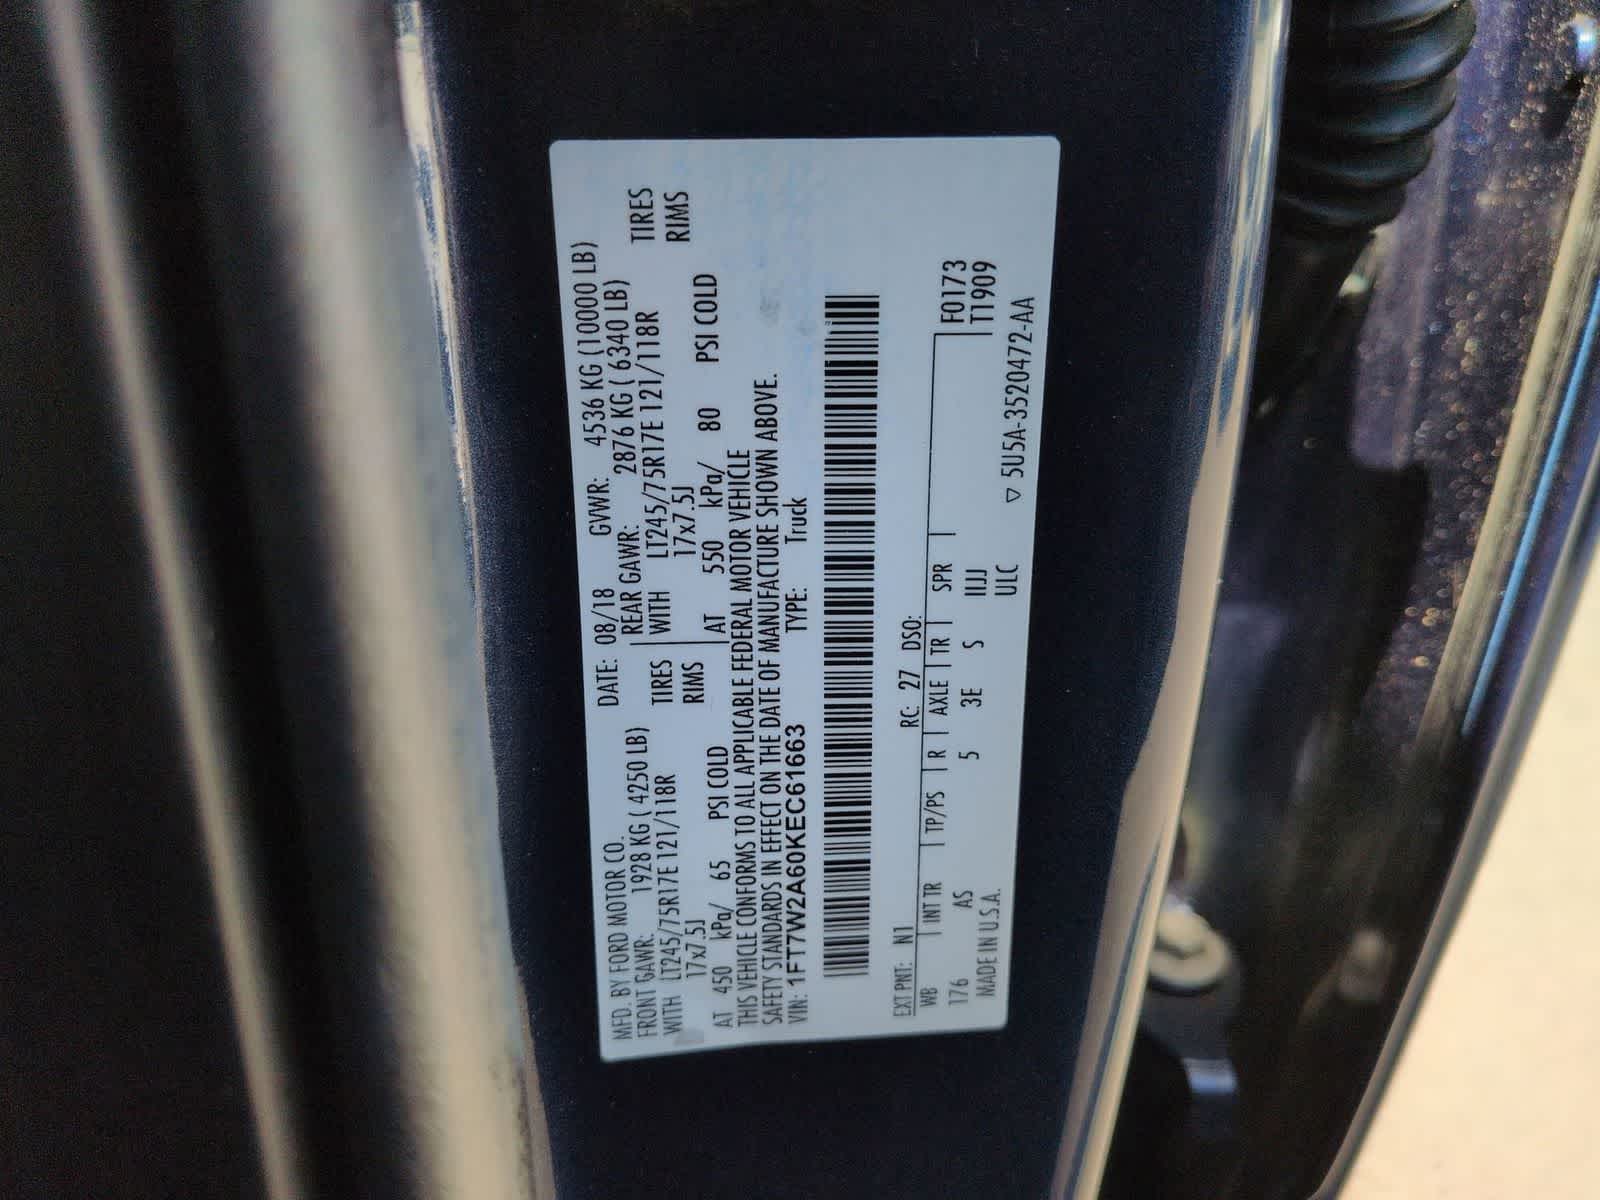 MFD. BY FORD MOTOR CO. DATE: 08/18 GVWR: 4536 KG (10000 LB)
FRONT GAWR: 1928 KG ( 4250 LB) REAR GAWR: 2876 KG ( 6340 LB)
WITH LT245/75R17E 121/118R TIRES WITH LT245/75R17E 121/118R TIRES
17x7.5J RIMS 17x7.5J RIMS
AT 450 kPa/ 65 PSI COLD AT 550 kPa/ 80 PSI COLD
THIS VEHICLE CONFORMS TO ALL APPLICABLE FEDERAL MOTOR VEHICLE
SAFETY STANDARDS IN EFFECT ON THE DATE OF MANUFACTURE SHOWN ABOVE.
VIN: 1FT7W2A60KEC61663 TYPE: Truck
EXT PNT: N1 RC: 27 DSO:
WB | INT TR | TP/PS | R | AXLE | TR | SPR | F0173
176 AS 5 3E S IIJJ T1909
MADE IN U.S.A. ULC
▽ 5U5A-3520472-AA